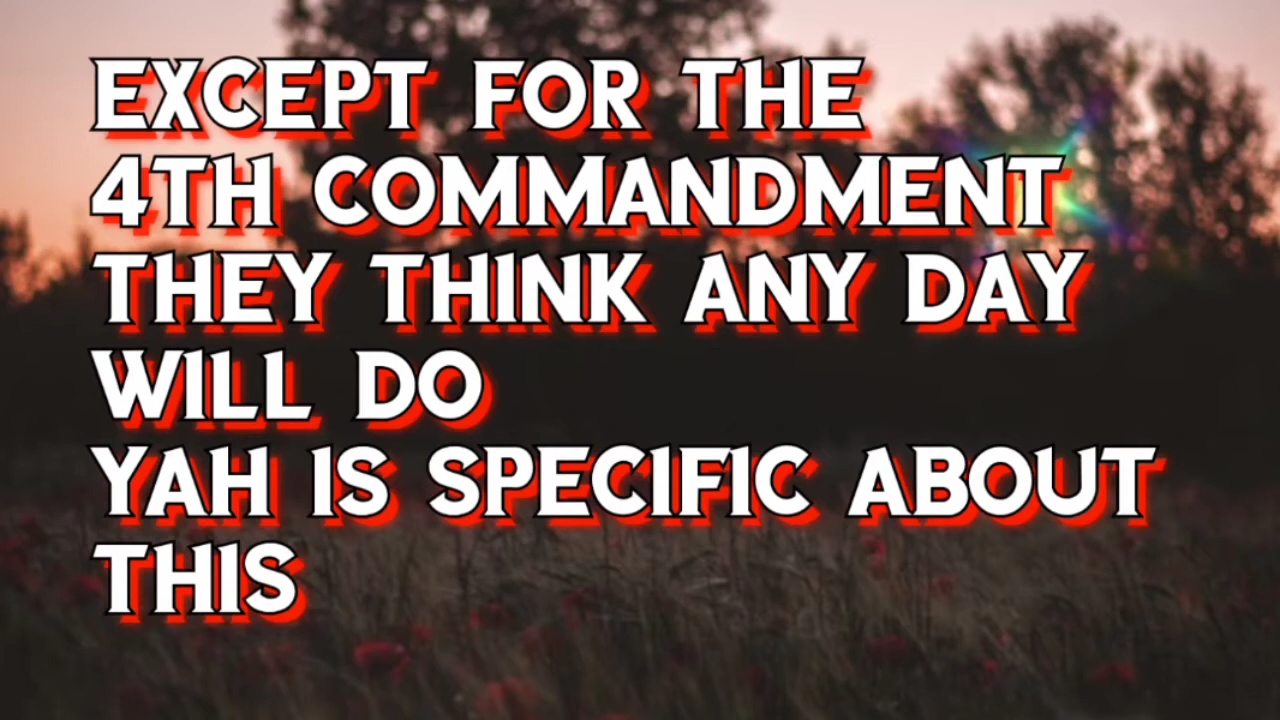 EXCEPT FOR THE
4TH COMMANDMENT
THEY THINK ANY DAY
WILL DO
YAH IS SPECIFIC ABOUT
THIS